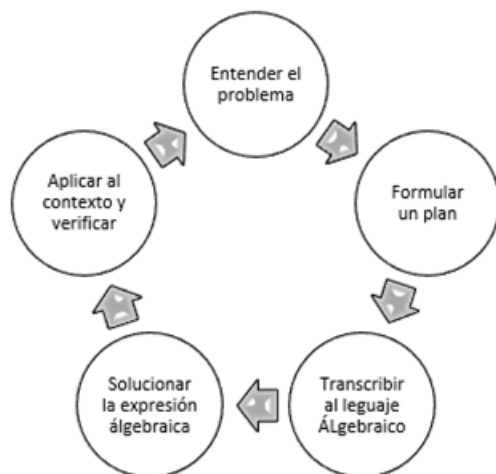 Entender el
problema
Formular
un plan
Transcribir
al leguaje
ÁLgebraico
Solucionar
la expresión
álgebraica
Aplicar al
contexto y
verificar